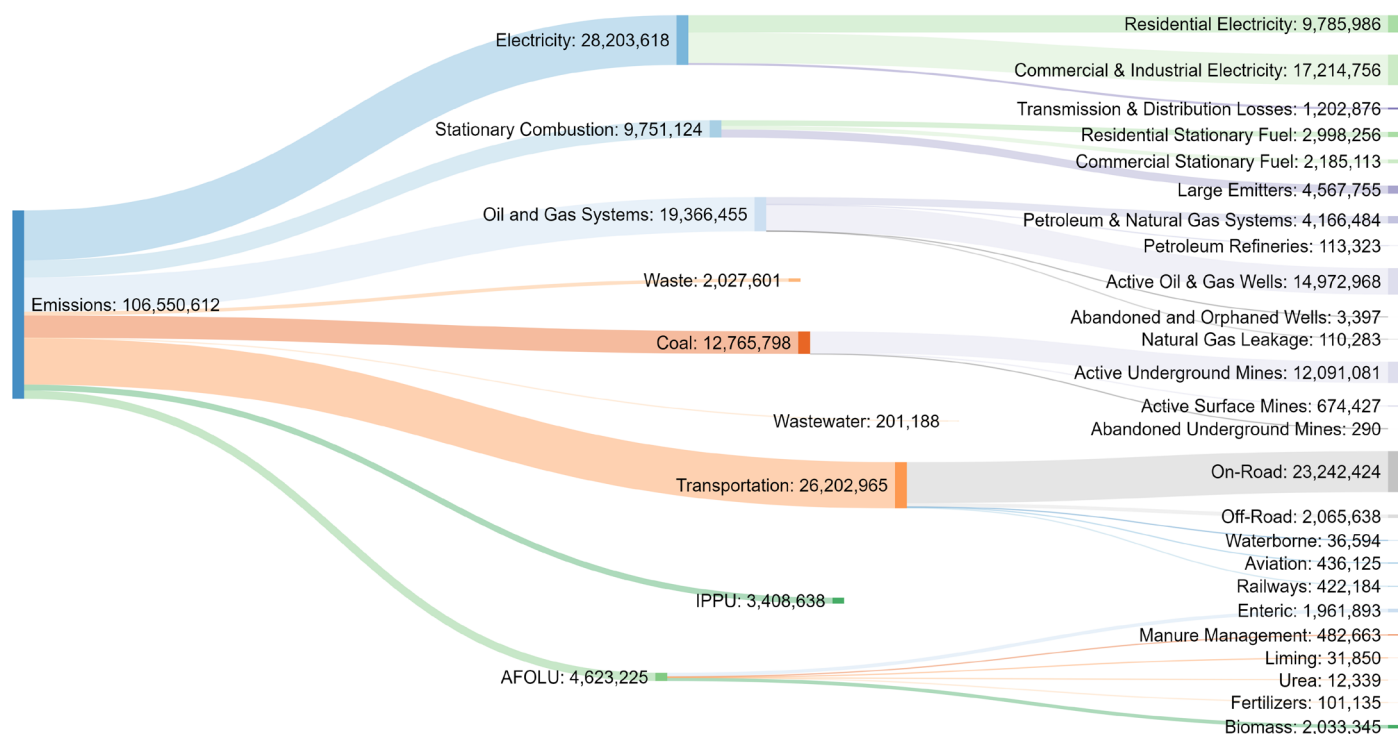 Emissions: 106,550,612
Electricity: 28,203,618
Stationary Combustion: 9,751,124
Oil and Gas Systems: 19,366,455
Waste: 2,027,601
Coal: 12,765,798
Wastewater: 201,188
Transportation: 26,202,965
IPPU: 3,408,638
AFOLU: 4,623,225
Residential Electricity: 9,785,986
Commercial & Industrial Electricity: 17,214,756
Transmission & Distribution Losses: 1,202,876
Residential Stationary Fuel: 2,998,256
Commercial Stationary Fuel: 2,185,113
Large Emitters: 4,567,755
Petroleum & Natural Gas Systems: 4,166,484
Petroleum Refineries: 113,323
Active Oil & Gas Wells: 14,972,968
Abandoned and Orphaned Wells: 3,397
Natural Gas Leakage: 110,283
Active Underground Mines: 12,091,081
Active Surface Mines: 674,427
Abandoned Underground Mines: 290
On-Road: 23,242,424
Off-Road: 2,065,638
Waterborne: 36,594
Aviation: 436,125
Railways: 422,184
Enteric: 1,961,893
Manure Management: 482,663
Liming: 31,850
Urea: 12,339
Fertilizers: 101,135
Biomass: 2,033,345